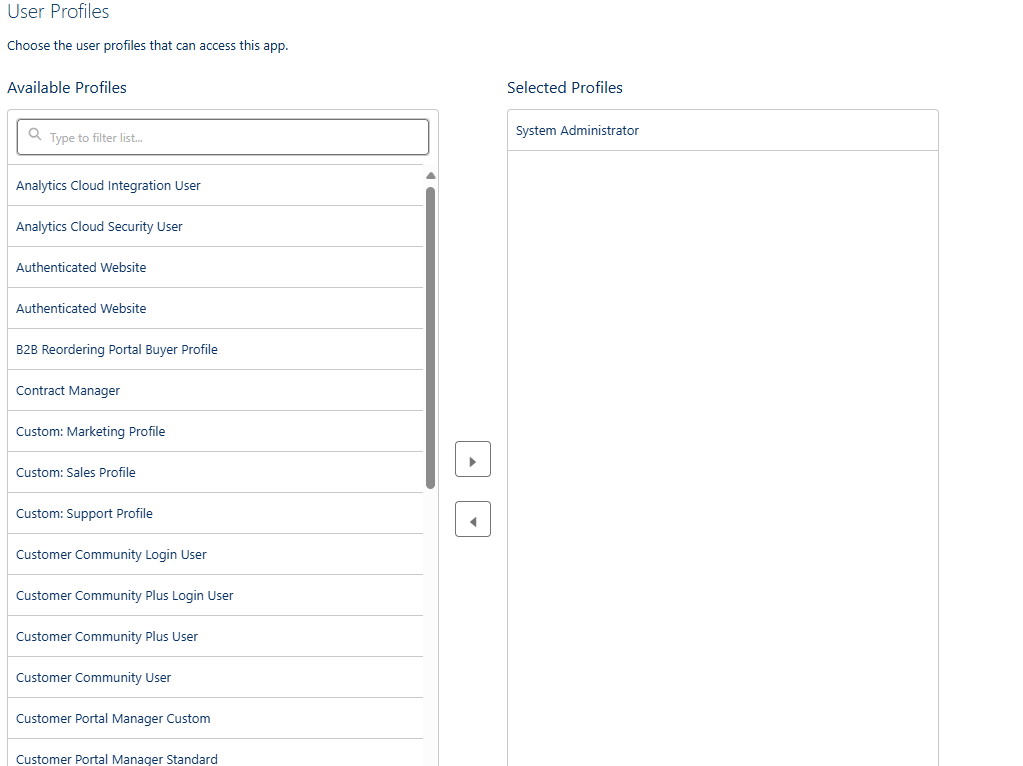 User Profiles
Choose the user profiles that can access this app.
Available Profiles
Type to filter list...
Analytics Cloud Integration User
Analytics Cloud Security User
Authenticated Website
Authenticated Website
B2B Reordering Portal Buyer Profile
Contract Manager
Custom: Marketing Profile
Custom: Sales Profile
Custom: Support Profile
Customer Community Login User
Customer Community Plus Login User
Customer Community Plus User
Customer Community User
Customer Portal Manager Custom
Customer Portal Manager Standard
Selected Profiles
System Administrator